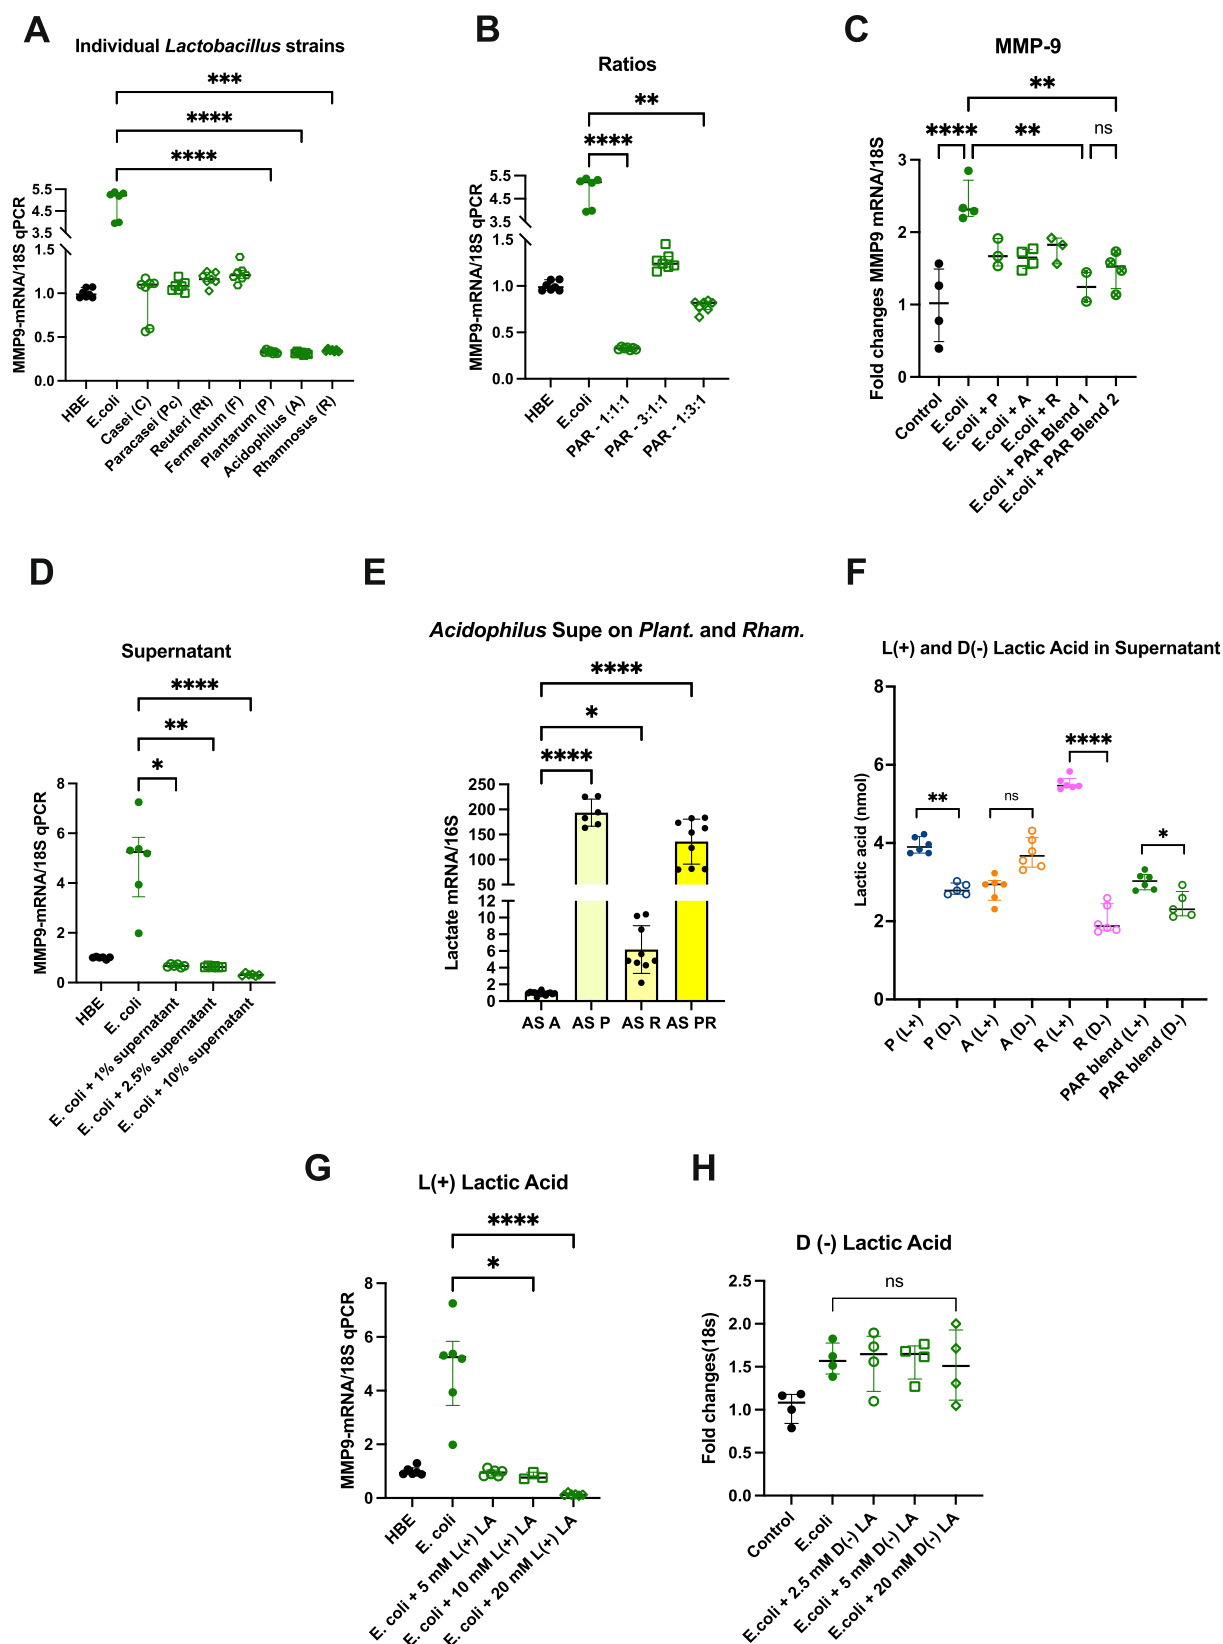 A
Individual Lactobacillus strains
***
****
****
MMP9-mRNA/18S qPCR
5.5
4.5
1.5
1.0
0.5
0.0
HBE
E.coli
Casei (C)
Paracasei (Pc)
Reuteri (Rt)
Fermentum (F)
Plantarum (P)
Acidophilus (A)
Rhamnosus (R)
B
Ratios
**
****
MMP9-mRNA/18S qPCR
5.5
4.5
1.5
1.0
0.5
0.0
HBE
E.coli
PAR - 1:1:1
PAR - 3:1:1
PAR - 1:3:1
C
MMP-9
**
**** ** ns
Fold changes MMP9 mRNA/18S
3
2
1
0
Control
E.coli
E.coli + P
E.coli + A
E.coli + R
E.coli + PAR Blend 1
E.coli + PAR Blend 2
D
Supernatant
****
**
*
MMP9-mRNA/18S qPCR
8
6
4
2
0
HBE
E. coli
E. coli + 1% supernatant
E. coli + 2.5% supernatant
E. coli + 10% supernatant
E
Acidophilus Supe on Plant. and Rham.
****
*
****
Lactate mRNA/16S
250
200
150
100
50
12
10
8
6
4
2
0
AS A AS P AS R AS PR
F
L(+) and D(-) Lactic Acid in Supernatant
** ns **** *
Lactic acid (nmol)
8
6
4
2
0
P (L+)
P (D-)
A (L+)
A (D-)
R (L+)
R (D-)
PAR blend (L+)
PAR blend (D-)
G
L(+) Lactic Acid
****
*
MMP9-mRNA/18S qPCR
8
6
4
2
0
HBE
E. coli
E. coli + 5 mM L(+) LA
E. coli + 10 mM L(+) LA
E. coli + 20 mM L(+) LA
H
D (-) Lactic Acid
ns
Fold changes(18s)
2.5
2.0
1.5
1.0
0.5
0.0
Control
E.coli
E.coli + 2.5 mM D(-) LA
E.coli + 5 mM D(-) LA
E.coli + 20 mM D(-) LA